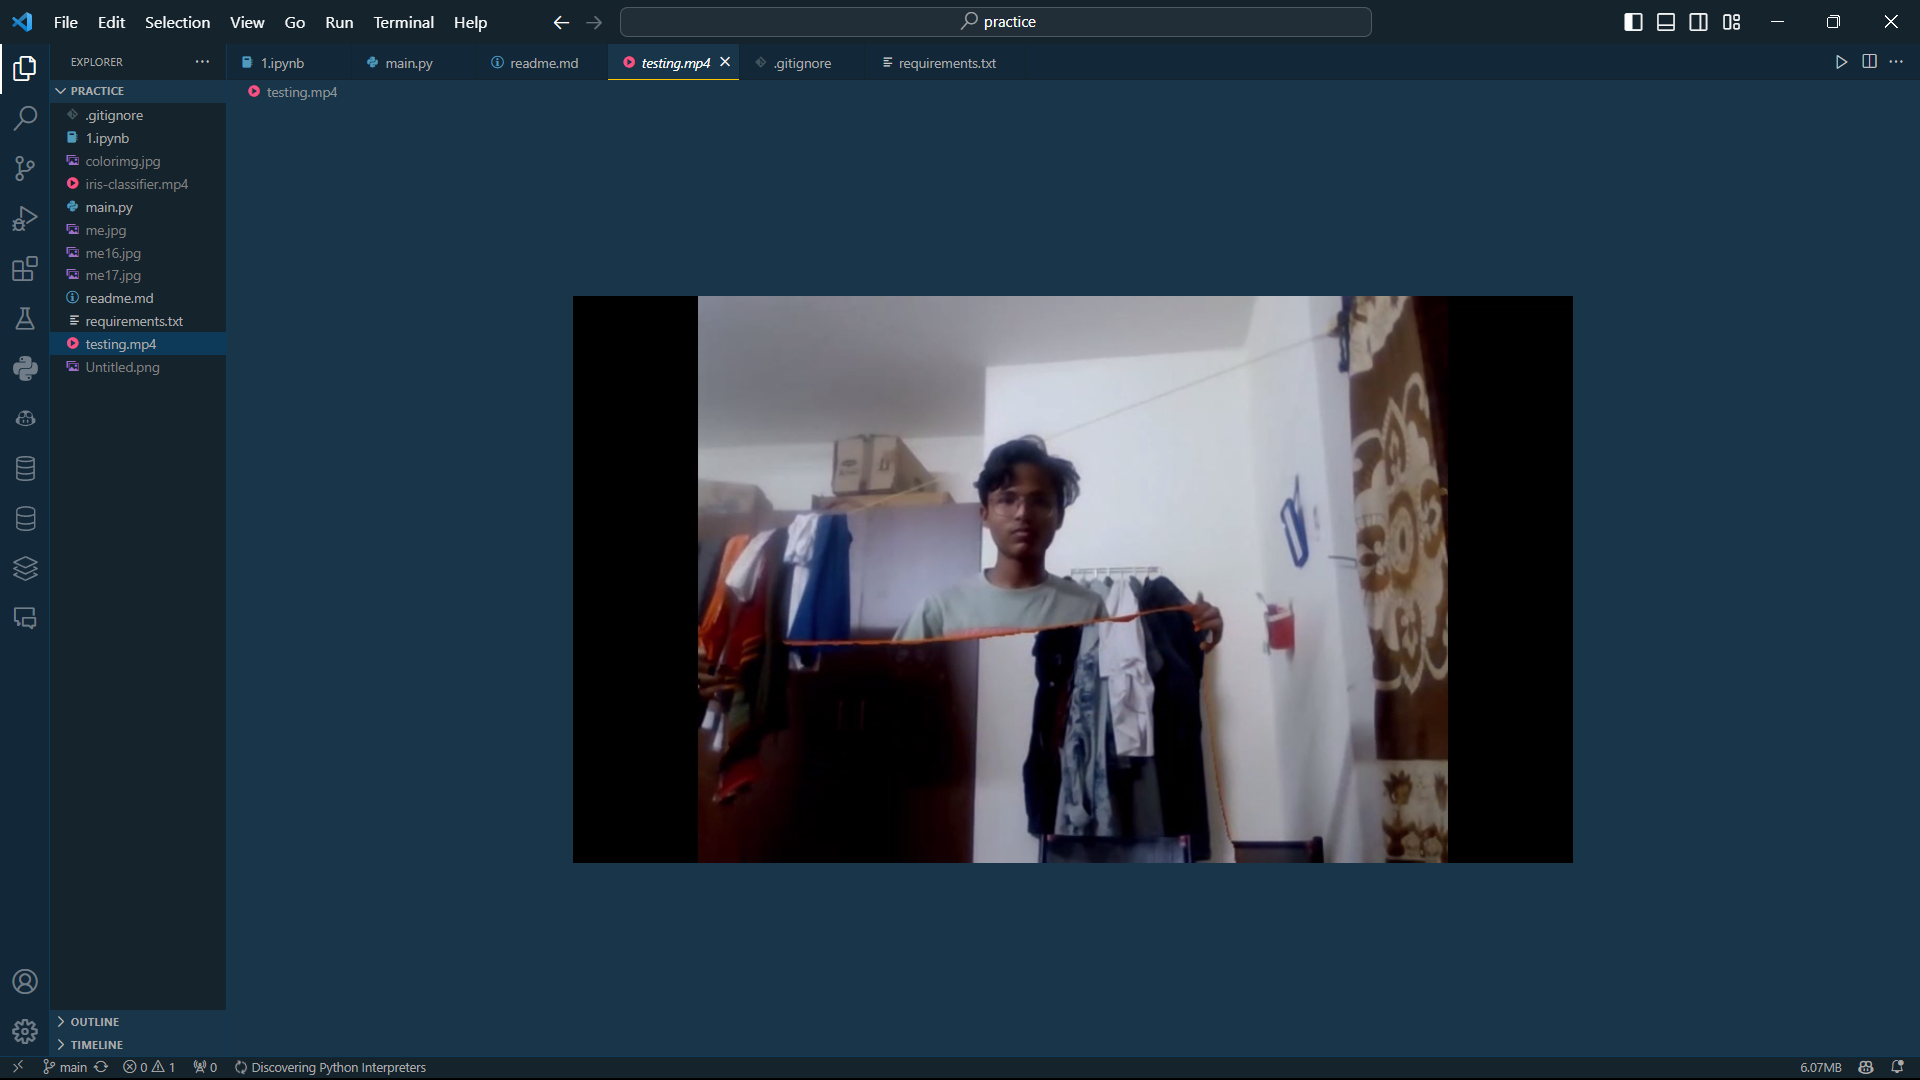 File Edit Selection View Go Run Terminal Help
practice
EXPLORER
1.ipynb
main.py
readme.md
testing.mp4
.gitignore
requirements.txt
PRACTICE
testing.mp4
.gitignore
1.ipynb
colorimg.jpg
iris-classifier.mp4
main.py
me.jpg
me16.jpg
me17.jpg
readme.md
requirements.txt
testing.mp4
Untitled.png
OUTLINE
TIMELINE
main 0 1 0 Discovering Python Interpreters
6.07MB